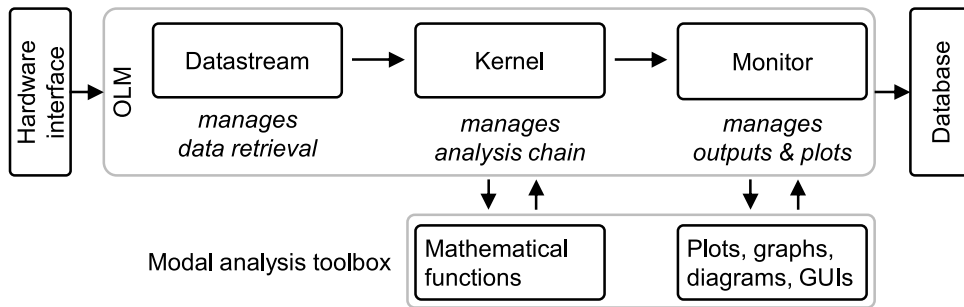 Hardware
interface
OLM
Datastream
manages
data retrieval
Kernel
manages
analysis chain
Monitor
manages
outputs & plots
Database
Modal analysis toolbox
Mathematical
functions
Plots, graphs,
diagrams, GUIs